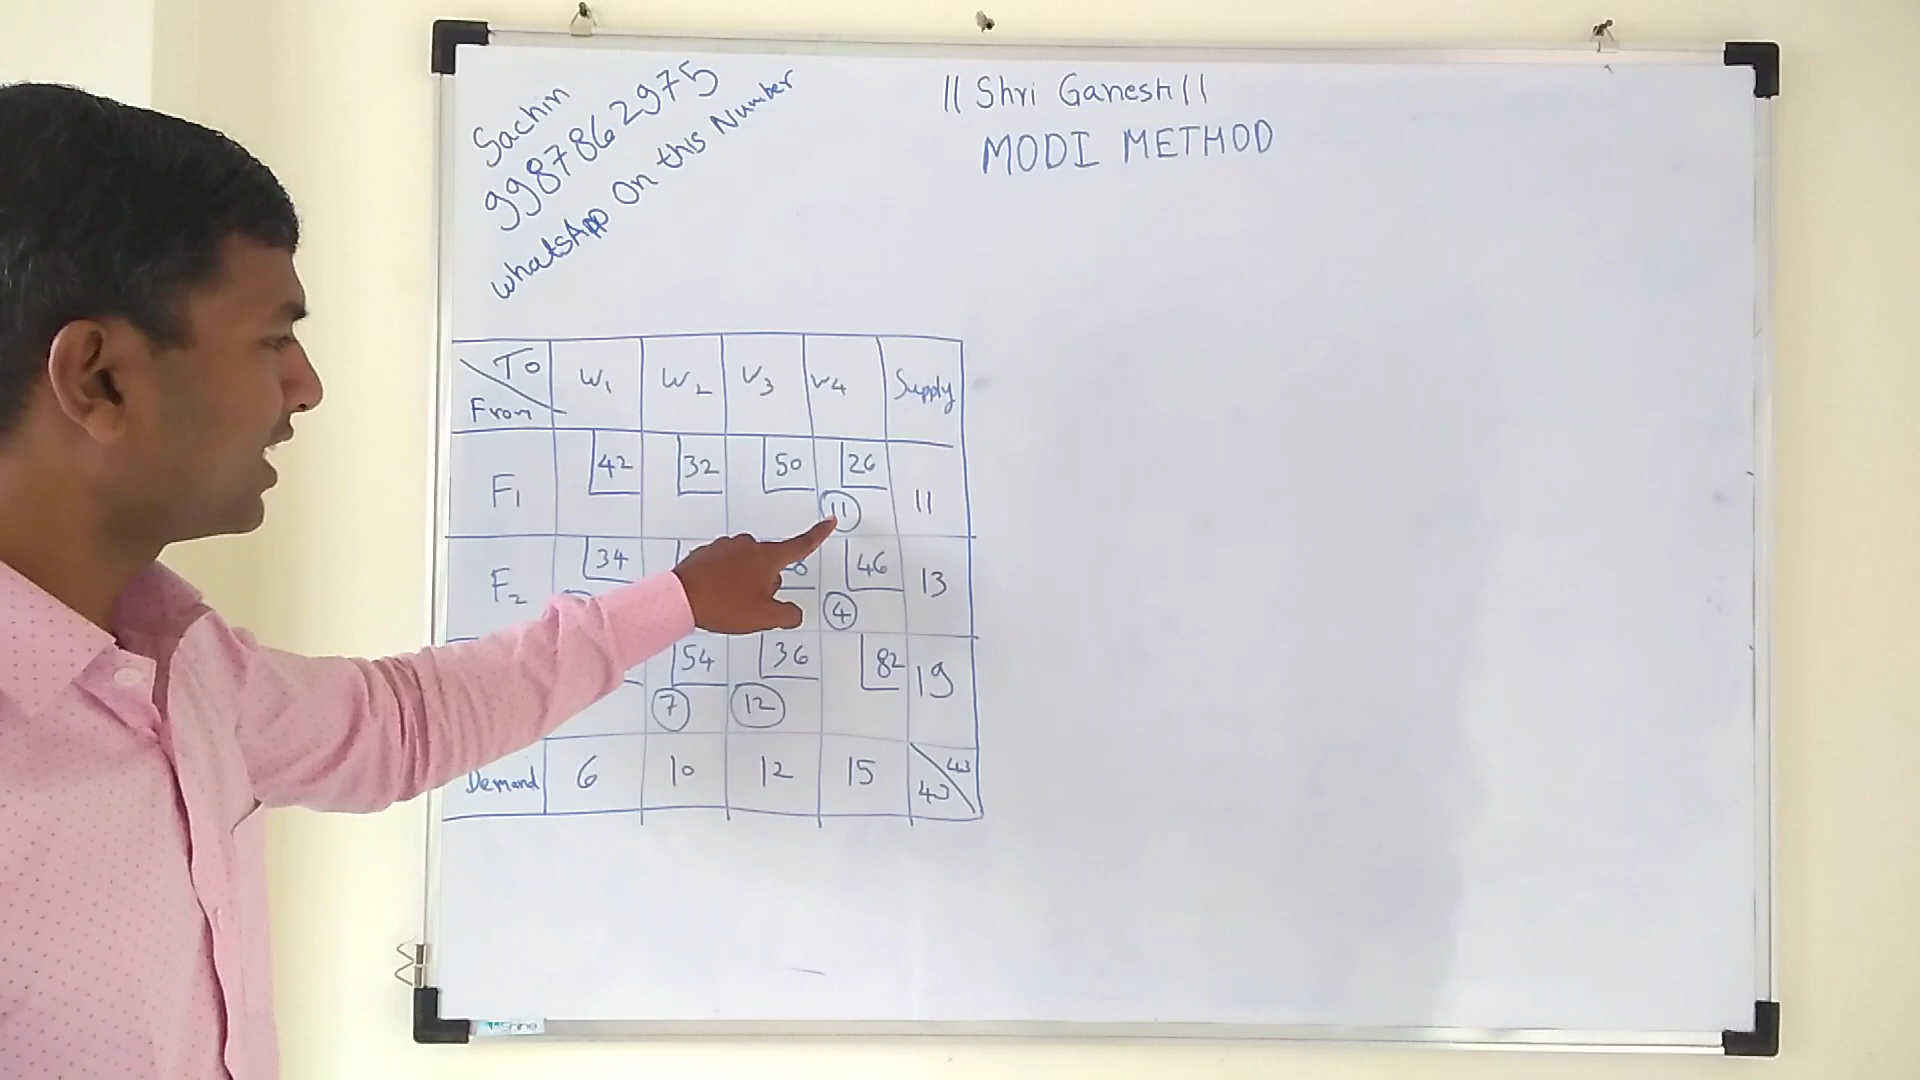 || Shri Ganesh ||
MODI METHOD
Sachin
9987862975
WhatsApp On this Number
To From W1 W2 W3 W4 Supply
F1 42 32 50 26 11
11
F2 34 46 13
4
54 36 82 19
7 12
Demand 6 10 12 15 43 43